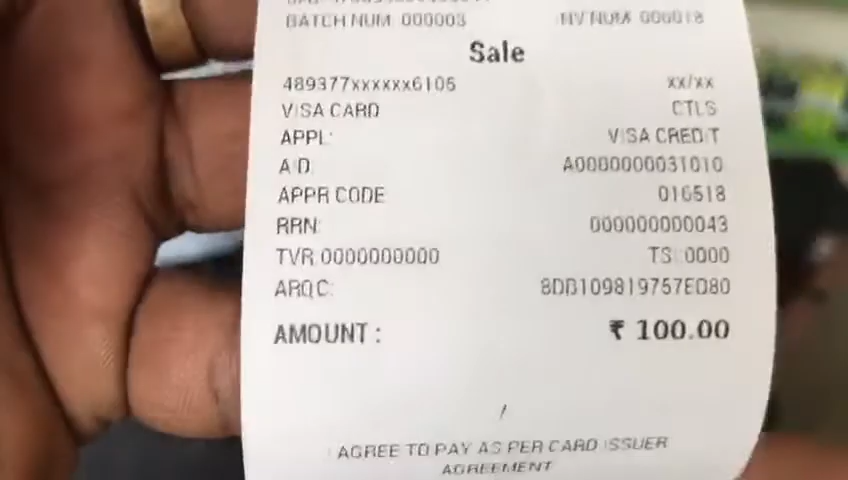 BATCH NUM: 000003 INV NUM: 000018
Sale
489377xxxxxx6105 xx/xx
VISA CARD CTLS
APPL: VISA CREDIT
AID: A0000000031010
APPR CODE 016518
RRN: 000000000043
TVR:0000000000 TSI:0000
ARQC: 8DB109819757ED80
AMOUNT : ₹ 100.00
/
I AGREE TO PAY AS PER CARD ISSUER
AGREEMENT